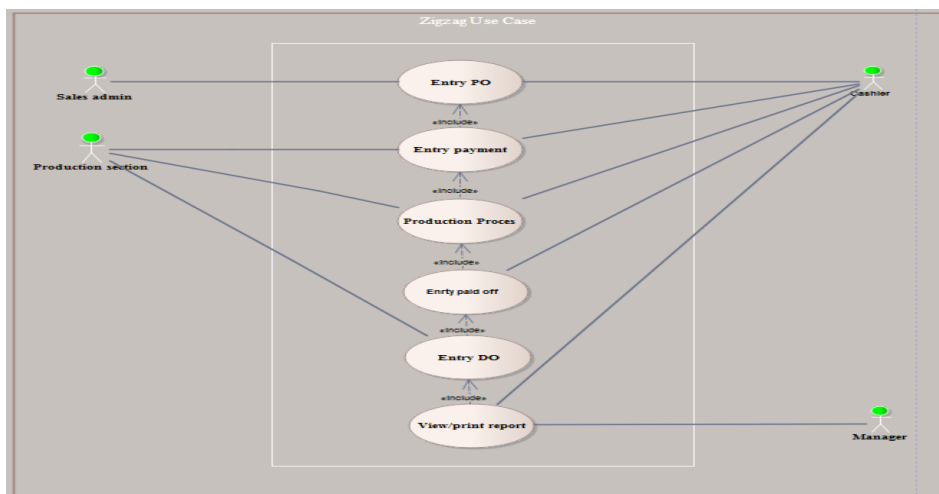 Zigzag Use Case
Entry PO
Sales admin
Cashier
«include»
Entry payment
Production section
«include»
Production Proces
«include»
Enrty paid off
«include»
Entry DO
«include»
View/print report
Manager